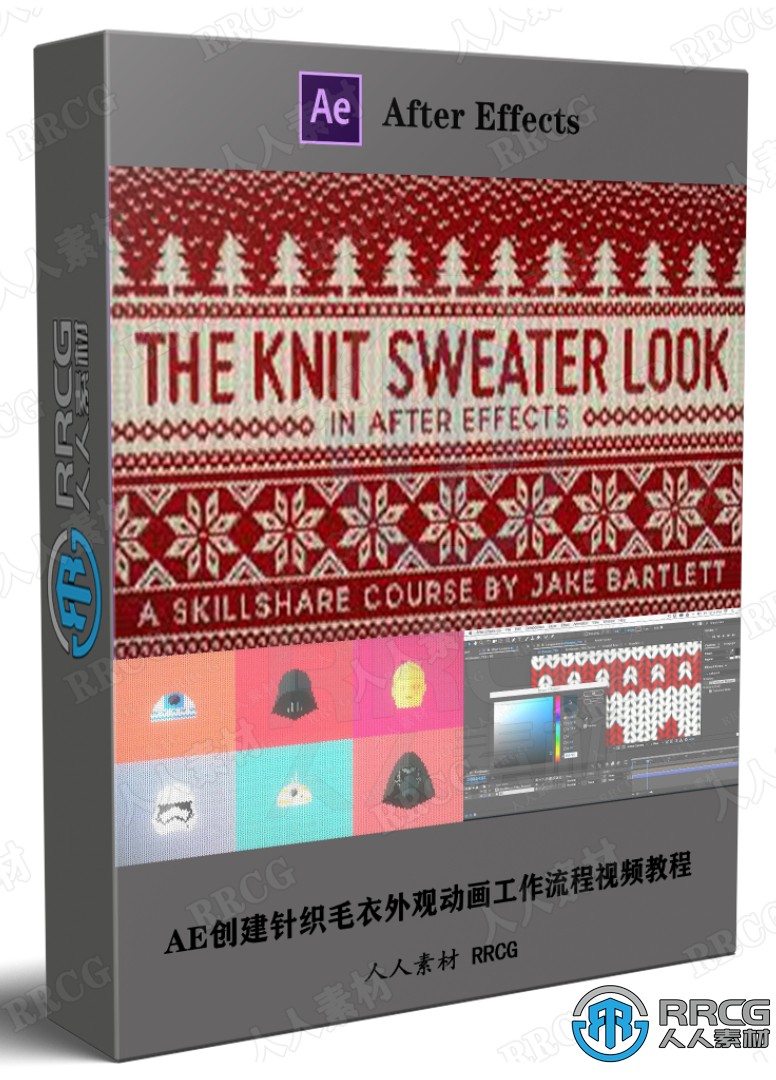 Ae After Effects
THE KNIT SWEATER LOOK
IN AFTER EFFECTS
A SKILLSHARE COURSE BY JAKE BARTLETT
RRCG
人人素材
AE创建针织毛衣外观动画工作流程视频教程
人人素材 RRCG
RRCG
人人素材